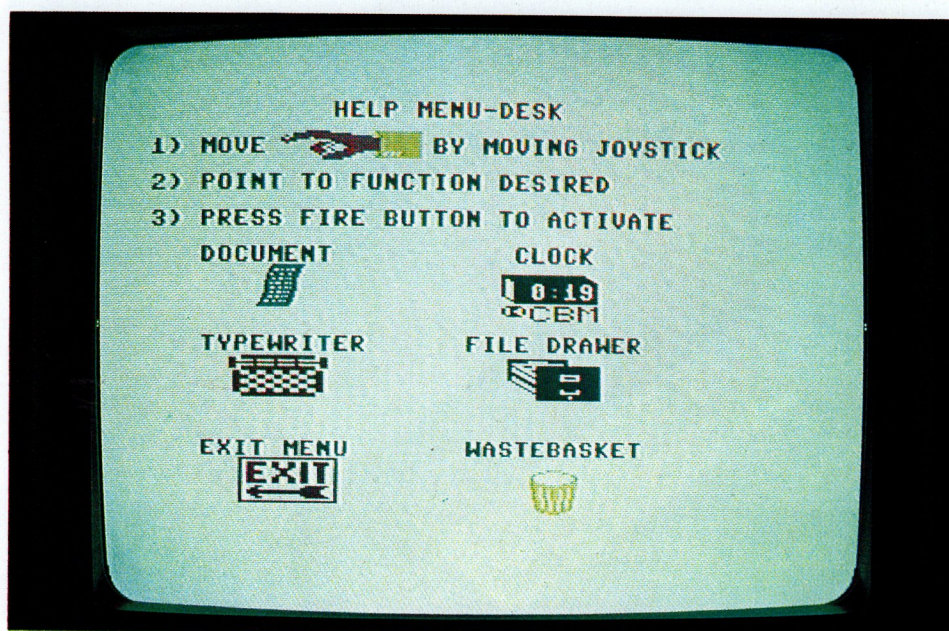 HELP MENU-DESK
1) MOVE BY MOVING JOYSTICK
2) POINT TO FUNCTION DESIRED
3) PRESS FIRE BUTTON TO ACTIVATE
DOCUMENT CLOCK
0:19
CBM
TYPEWRITER FILE DRAWER
EXIT MENU WASTEBASKET
EXIT